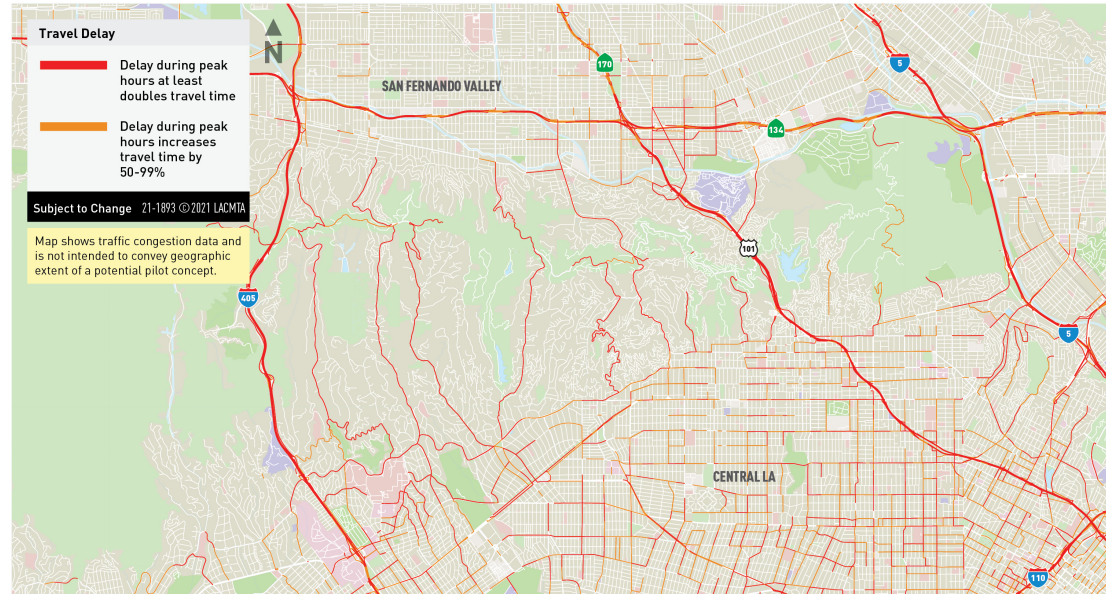 Travel Delay
Delay during peak
hours at least
doubles travel time
Delay during peak
hours increases
travel time by
50-99%
Subject to Change 21-1893 ©2021 LACMTA
Map shows traffic congestion data and
is not intended to convey geographic
extent of a potential pilot concept.
N
SAN FERNANDO VALLEY
170
5
134
101
405
5
CENTRAL LA
110